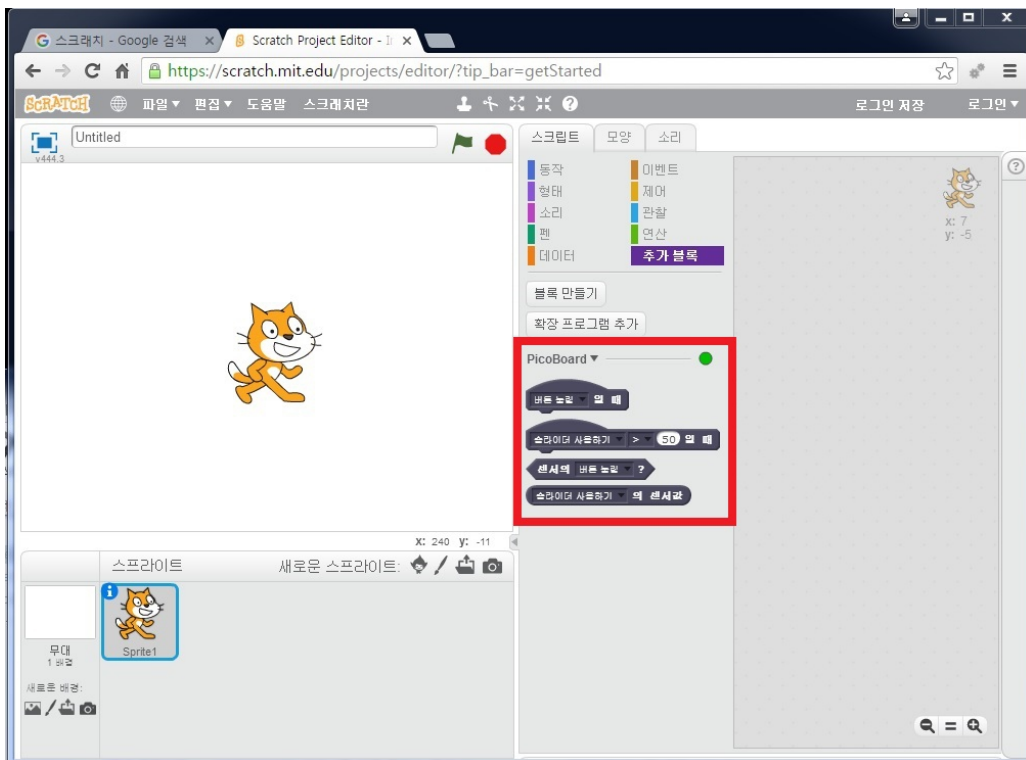 스크래치 - Google 검색
Scratch Project Editor - I
https://scratch.mit.edu/projects/editor/?tip_bar=getStarted
SCRATCH 파일 편집 도움말 스크래치란 로그인 저장 로그인
v444.3
Untitled
스크립트 모양 소리
동작 이벤트
형태 제어
소리 관찰
펜 연산
데이터 추가 블록
블록 만들기
확장 프로그램 추가
PicoBoard
버튼 눌림 일 때
슬라이더 사용하기 > 50 일 때
센서의 버튼 눌림 ?
슬라이더 사용하기 의 센서값
x: 7
y: -5
X: 240 y: -11
스프라이트 새로운 스프라이트:
무대
1 배경
Sprite1
새로운 배경: